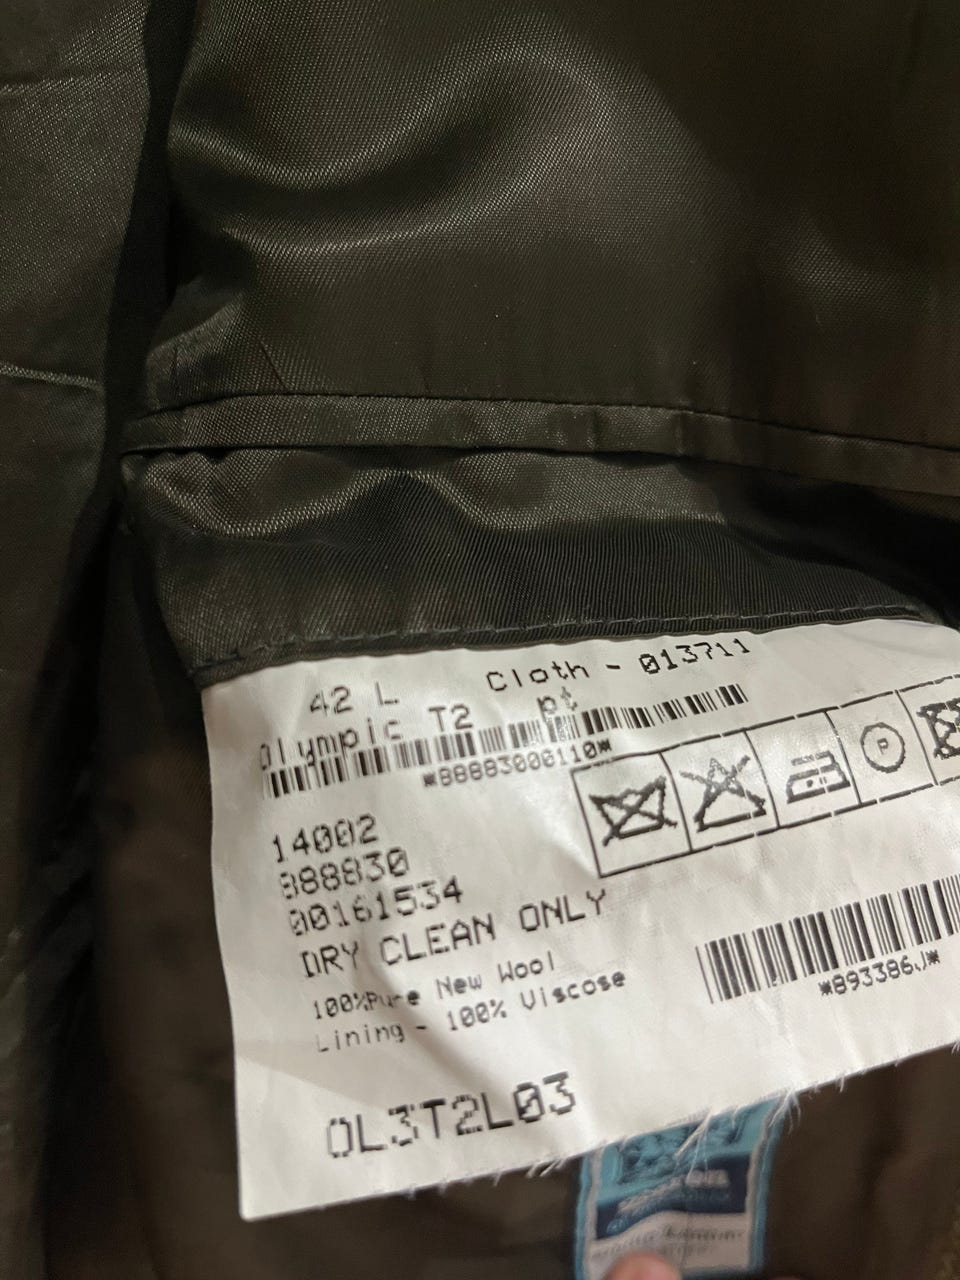 42 L Cloth - 013711
Olympic T2 pt
*88883000110*
14002
888830
00161534
DRY CLEAN ONLY
100%Pure New Wool
Lining - 100% Viscose
*893386J*
OL3T2L03
P